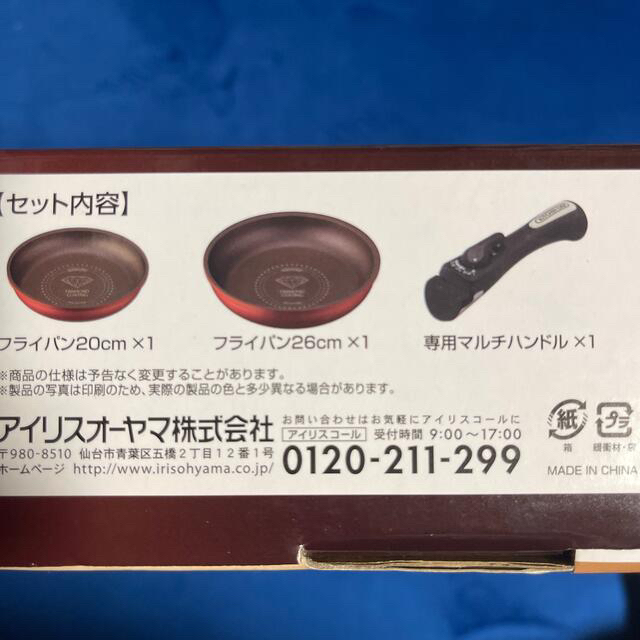 【セット内容】
DIAMOND
COATING
DIAMOND
COATING
フライパン20cm ×1
フライパン26cm ×1
専用マルチハンドル ×1
※商品の仕様は予告なく変更することがあります。
※製品の写真は印刷のため、実際の製品の色と多少異なる場合があります。
アイリスオーヤマ株式会社
〒980-8510 仙台市青葉区五橋2丁目12番1号
ホームページ http://www.irisohyama.co.jp/
お問い合わせはお気軽にアイリスコールに
アイリスコール 受付時間 9:00〜17:00
0120-211-299
紙
箱
プラ
緩衝材・袋
MADE IN CHINA